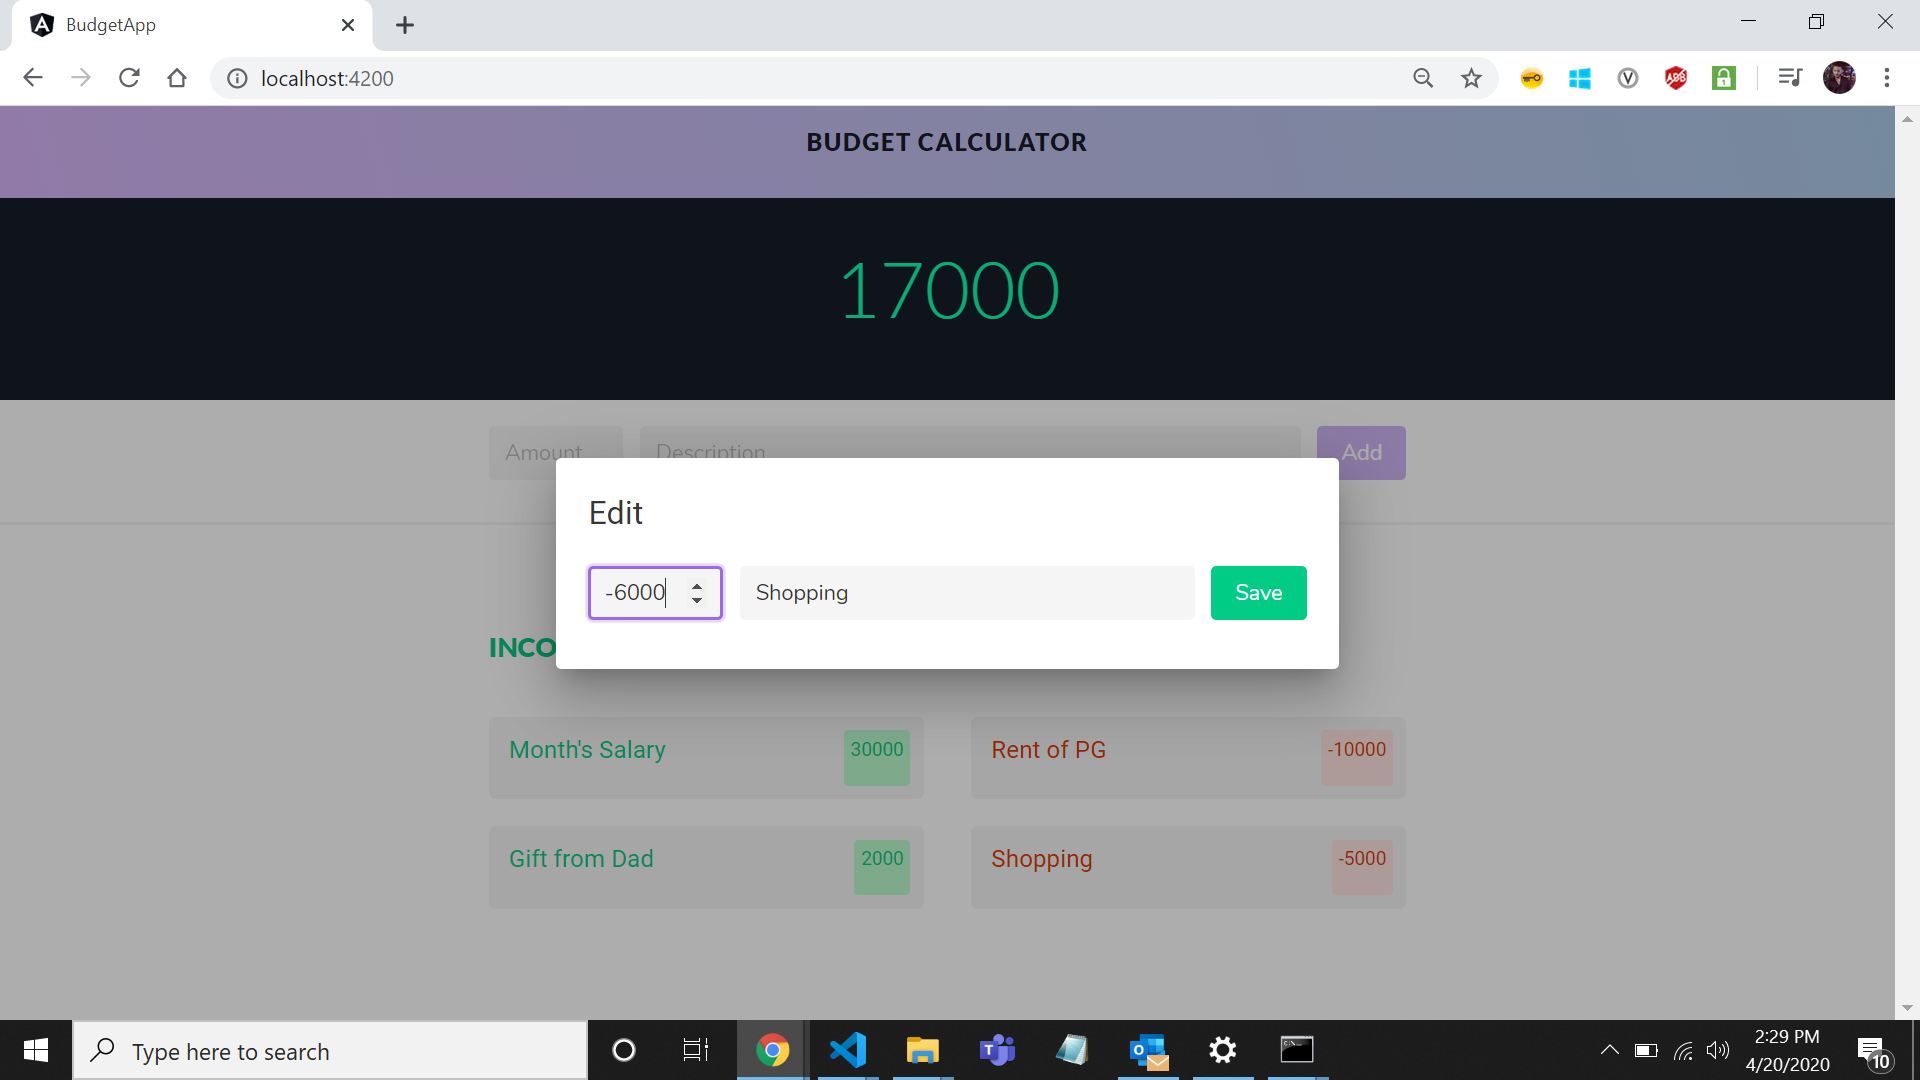 BudgetApp
localhost:4200
BUDGET CALCULATOR
17000
Amount
Description
Add
Edit
-6000
Shopping
Save
INCO
Month's Salary
30000
Rent of PG
-10000
Gift from Dad
2000
Shopping
-5000
Type here to search
2:29 PM
4/20/2020
10